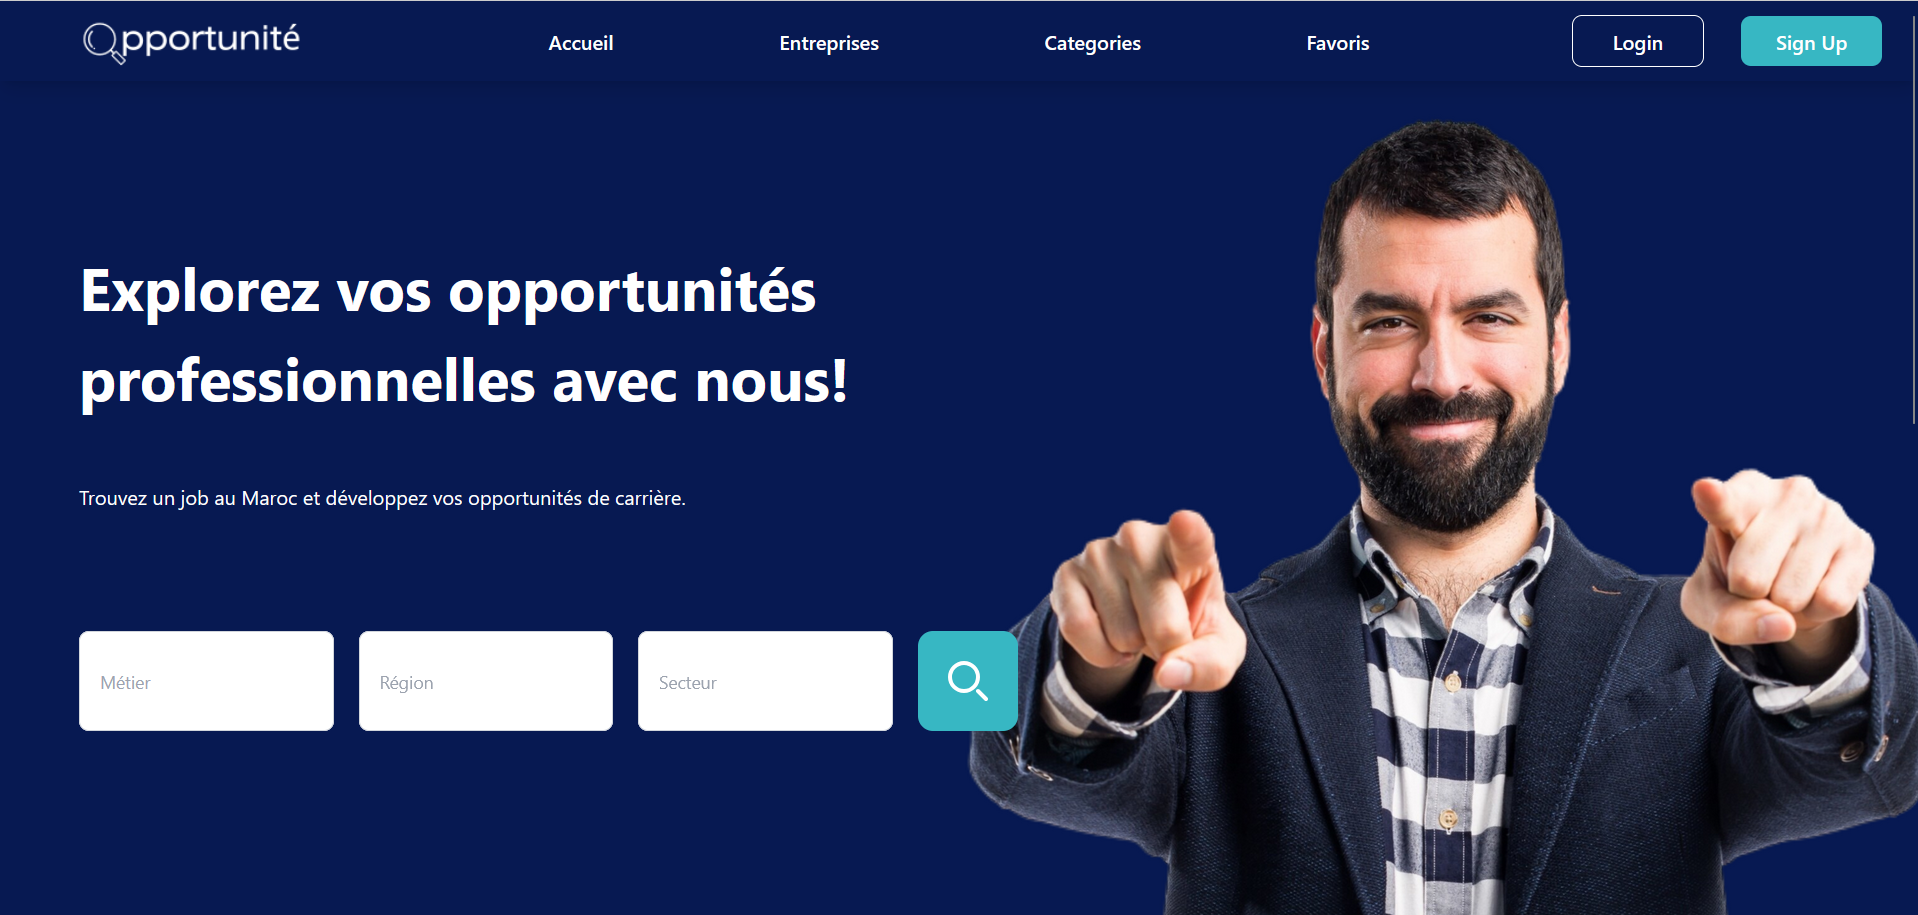 Opportunité
Accueil
Entreprises
Categories
Favoris
Login
Sign Up
Explorez vos opportunités
professionnelles avec nous!
Trouvez un job au Maroc et développez vos opportunités de carrière.
Métier
Région
Secteur